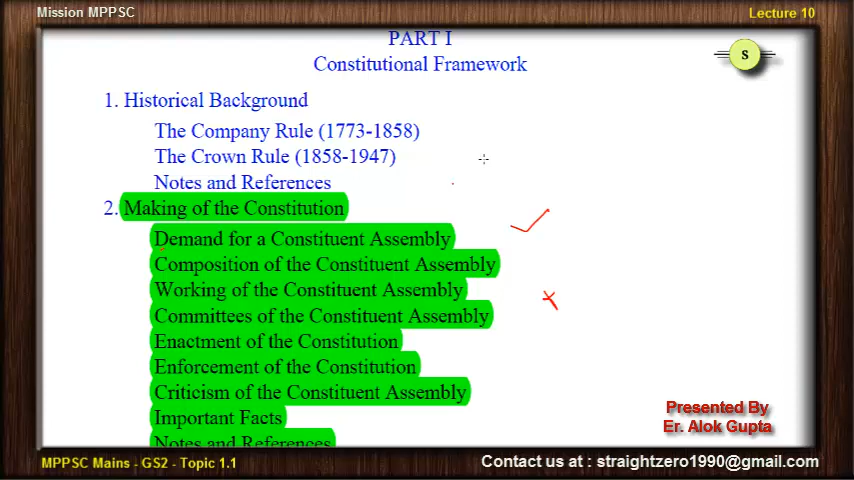 Mission MPPSC
Lecture 10
PART I
Constitutional Framework
S
1. Historical Background
The Company Rule (1773-1858)
The Crown Rule (1858-1947)
Notes and References
2. Making of the Constitution
Demand for a Constituent Assembly
Composition of the Constituent Assembly
Working of the Constituent Assembly
Committees of the Constituent Assembly
Enactment of the Constitution
Enforcement of the Constitution
Criticism of the Constituent Assembly
Important Facts
Notes and References
Presented By
Er. Alok Gupta
MPPSC Mains - GS2 - Topic 1.1
Contact us at : straightzero1990@gmail.com